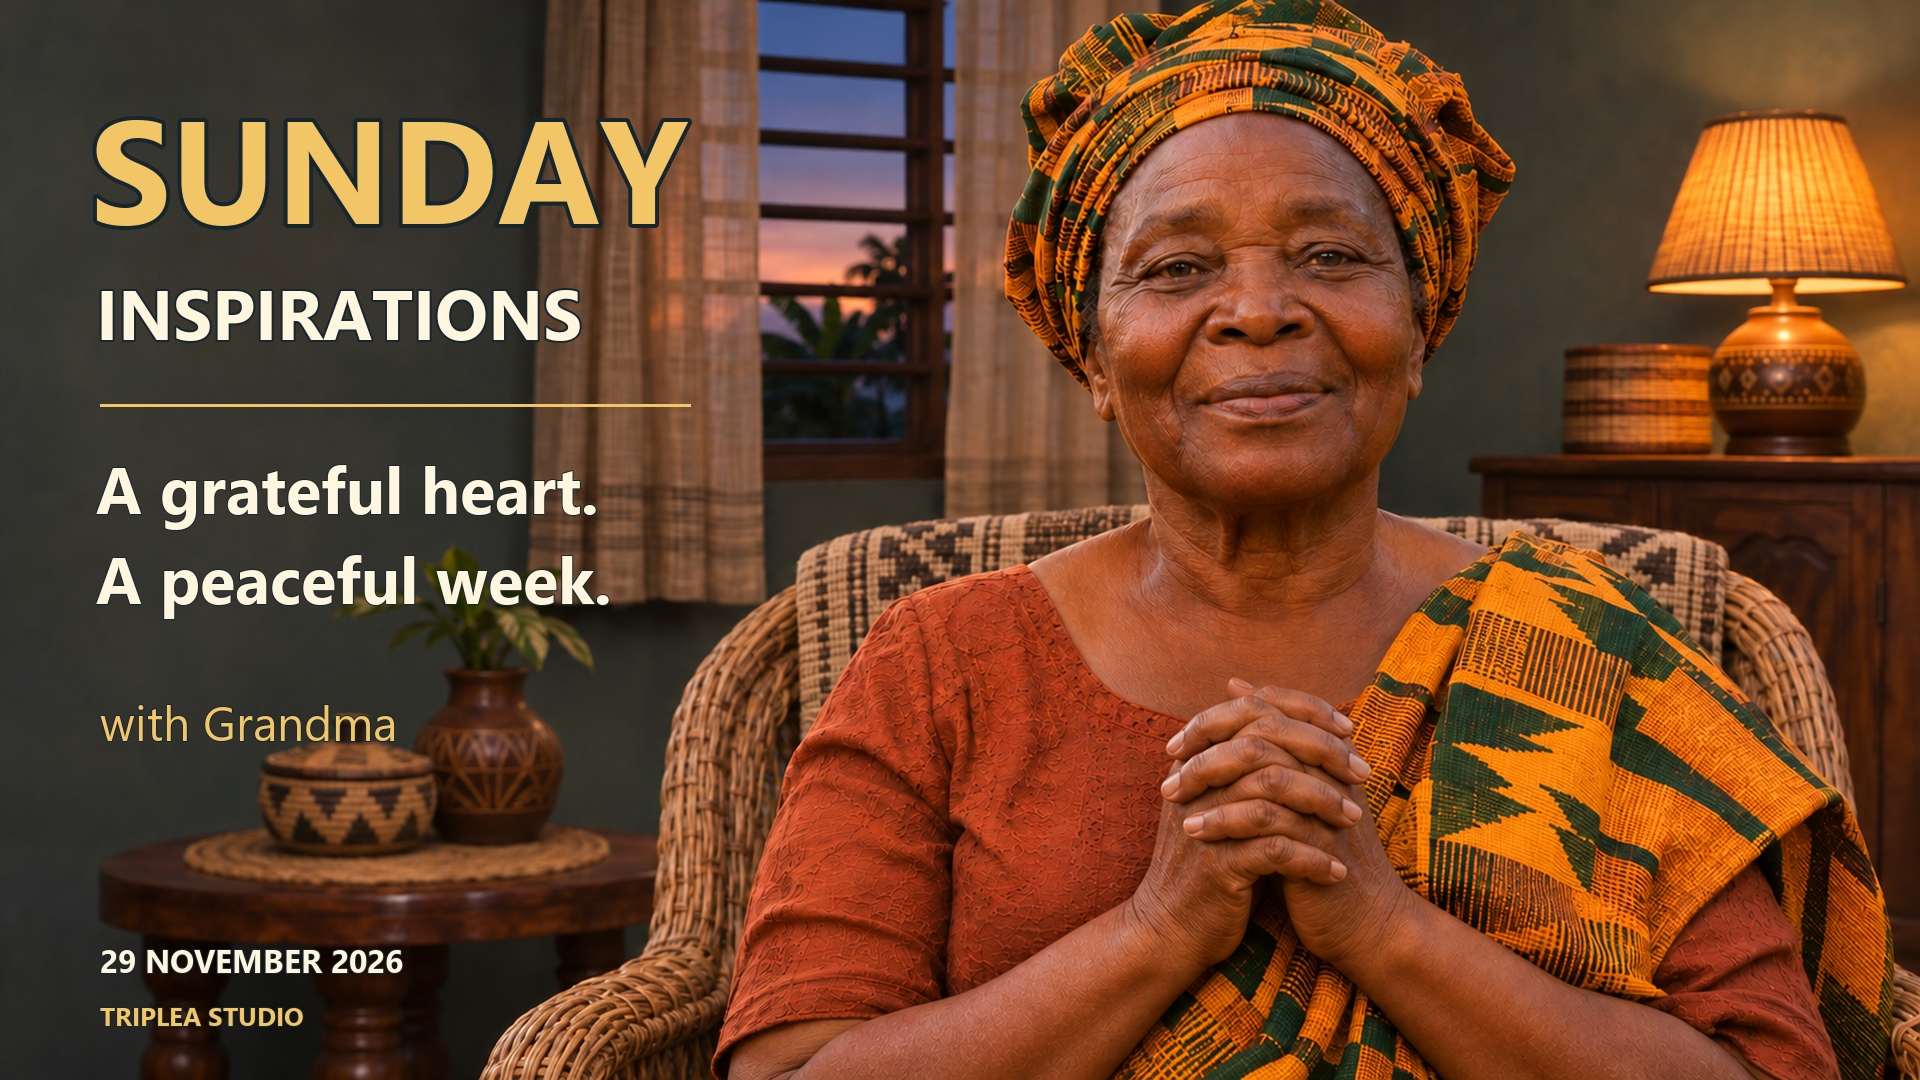 SUNDAY
INSPIRATIONS
A grateful heart.
A peaceful week.
with Grandma
29 NOVEMBER 2026
TRIPLEA STUDIO